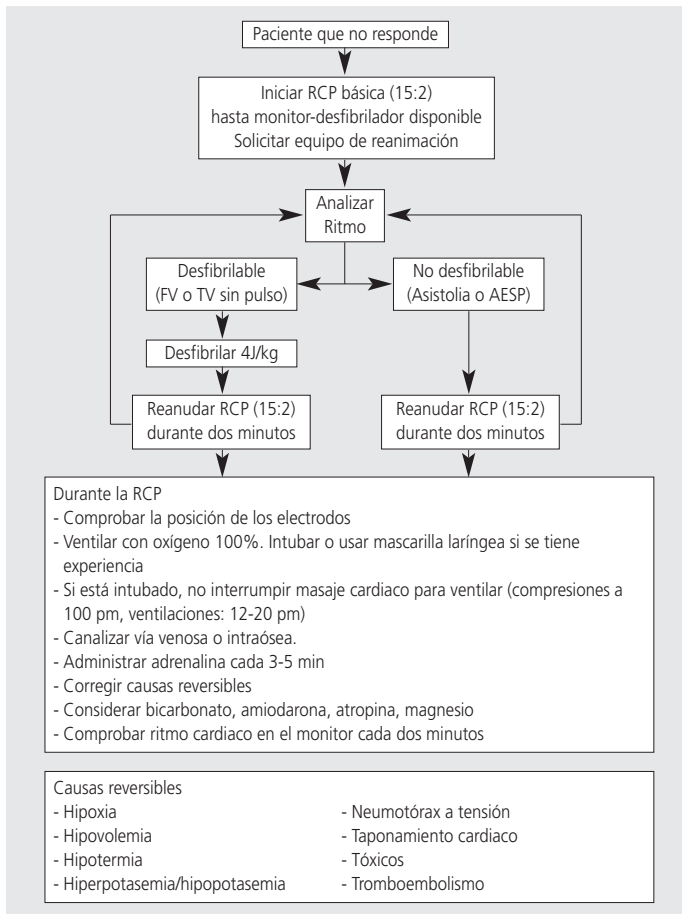 Paciente que no responde
Iniciar RCP básica (15:2)
hasta monitor-desfibrilador disponible
Solicitar equipo de reanimación
Analizar
Ritmo
Desfibrilable
(FV o TV sin pulso)
No desfibrilable
(Asistolia o AESP)
Desfibrilar 4J/kg
Reanudar RCP (15:2)
durante dos minutos
Reanudar RCP (15:2)
durante dos minutos
Durante la RCP
- Comprobar la posición de los electrodos
- Ventilar con oxígeno 100%. Intubar o usar mascarilla laríngea si se tiene
experiencia
- Si está intubado, no interrumpir masaje cardiaco para ventilar (compresiones a
100 pm, ventilaciones: 12-20 pm)
- Canalizar vía venosa o intraósea.
- Administrar adrenalina cada 3-5 min
- Corregir causas reversibles
- Considerar bicarbonato, amiodarona, atropina, magnesio
- Comprobar ritmo cardiaco en el monitor cada dos minutos
Causas reversibles
- Hipoxia
- Hipovolemia
- Hipotermia
- Hiperpotasemia/hipopotasemia
- Neumotórax a tensión
- Taponamiento cardiaco
- Tóxicos
- Tromboembolismo